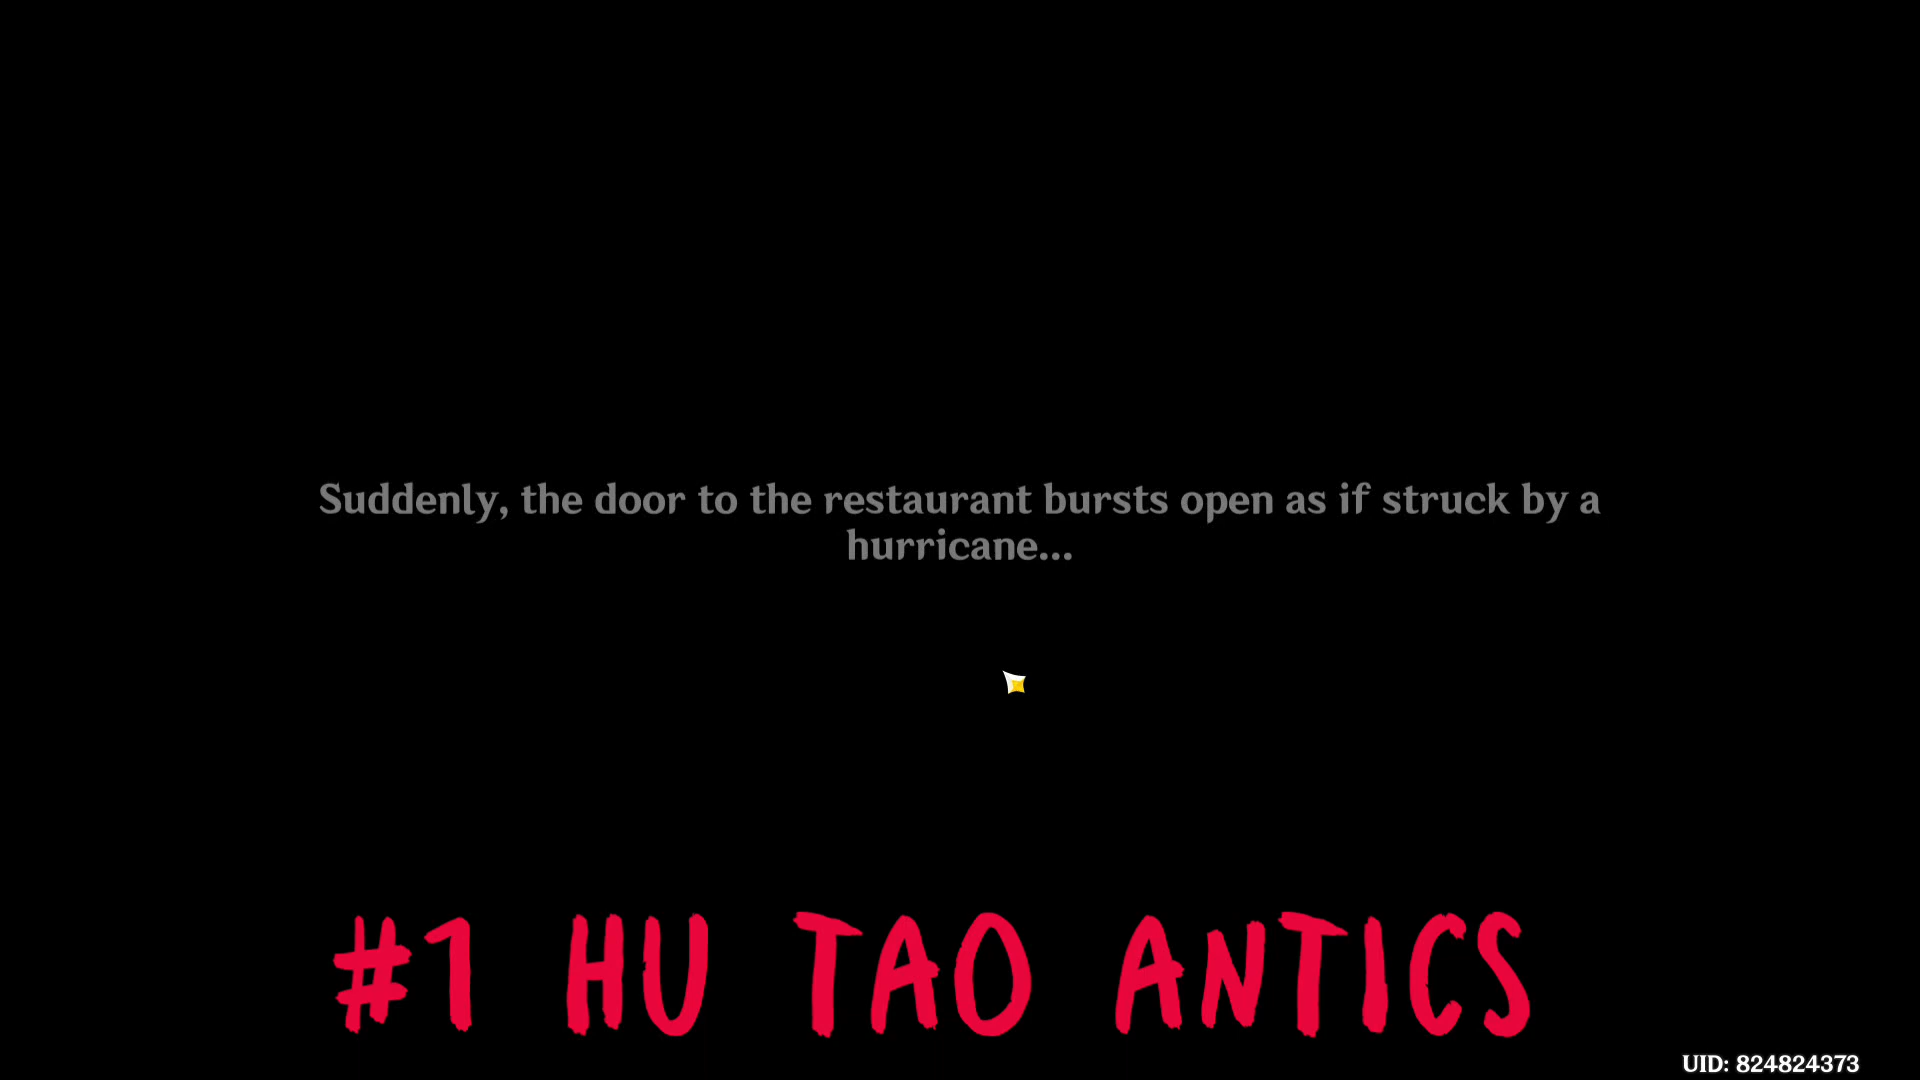 Suddenly, the door to the restaurant bursts open as if struck by a
hurricane...
#1 HU TAO ANTICS
UID: 824824373